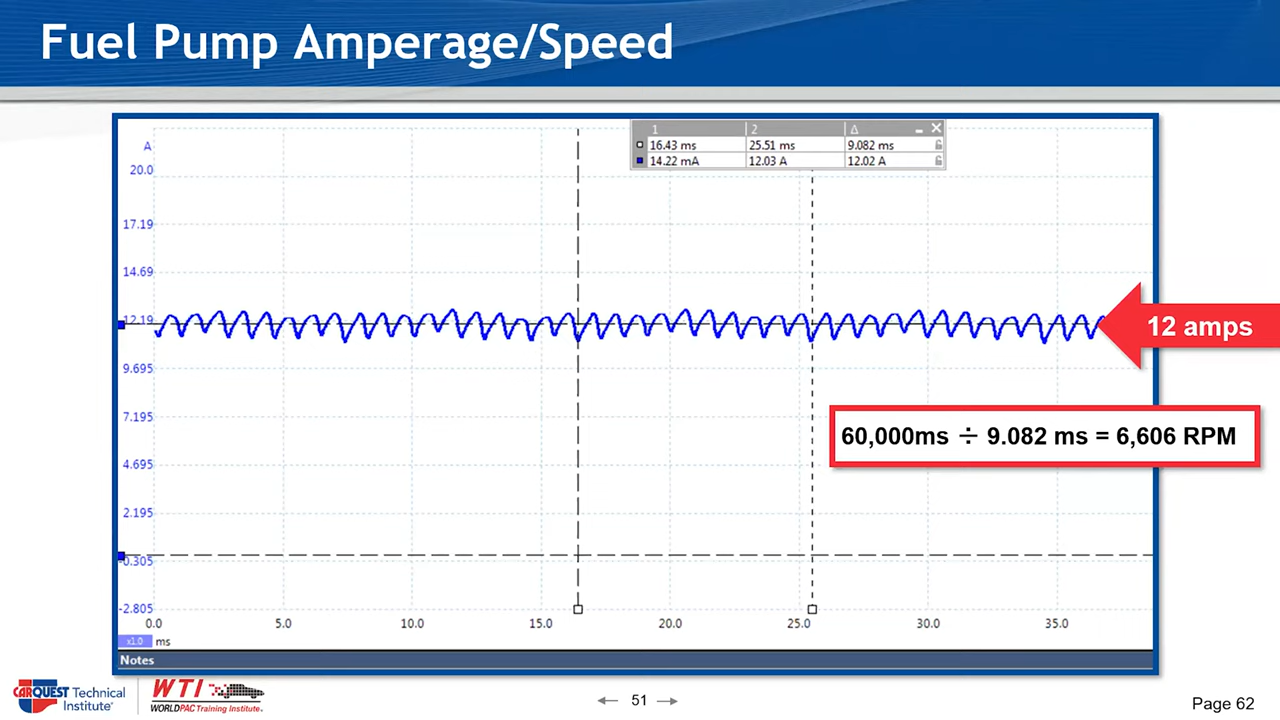 Fuel Pump Amperage/Speed
1 2 Δ
16.43 ms 25.51 ms 9.082 ms
14.22 mA 12.03 A 12.02 A
A
20.0
17.19
14.69
12.19
9.695
7.195
4.695
2.195
-0.305
-2.805
12 amps
60,000ms ÷ 9.082 ms = 6,606 RPM
0.0 5.0 10.0 15.0 20.0 25.0 30.0 35.0
x1.0 ms
Notes
CARQUEST Technical
Institute
WTI
WORLDPAC Training Institute
51
Page 62